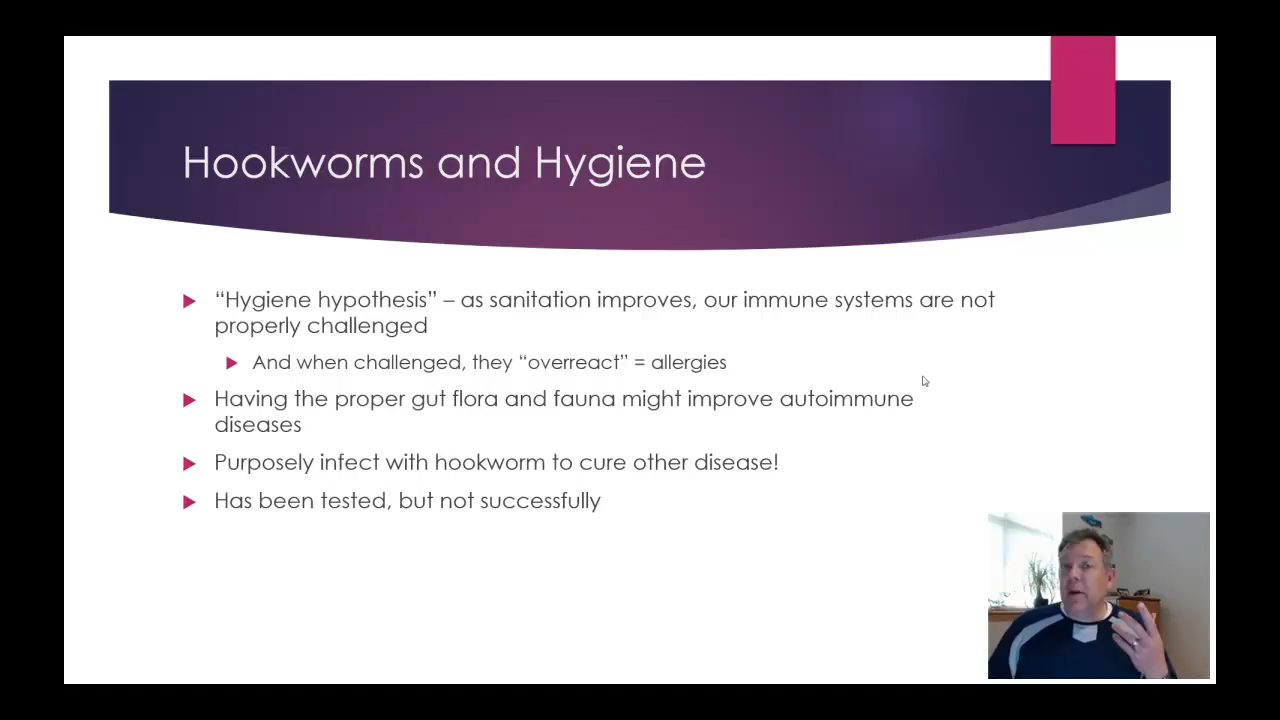 Hookworms and Hygiene
“Hygiene hypothesis” – as sanitation improves, our immune systems are not
properly challenged
And when challenged, they “overreact” = allergies
Having the proper gut flora and fauna might improve autoimmune
diseases
Purposely infect with hookworm to cure other disease!
Has been tested, but not successfully